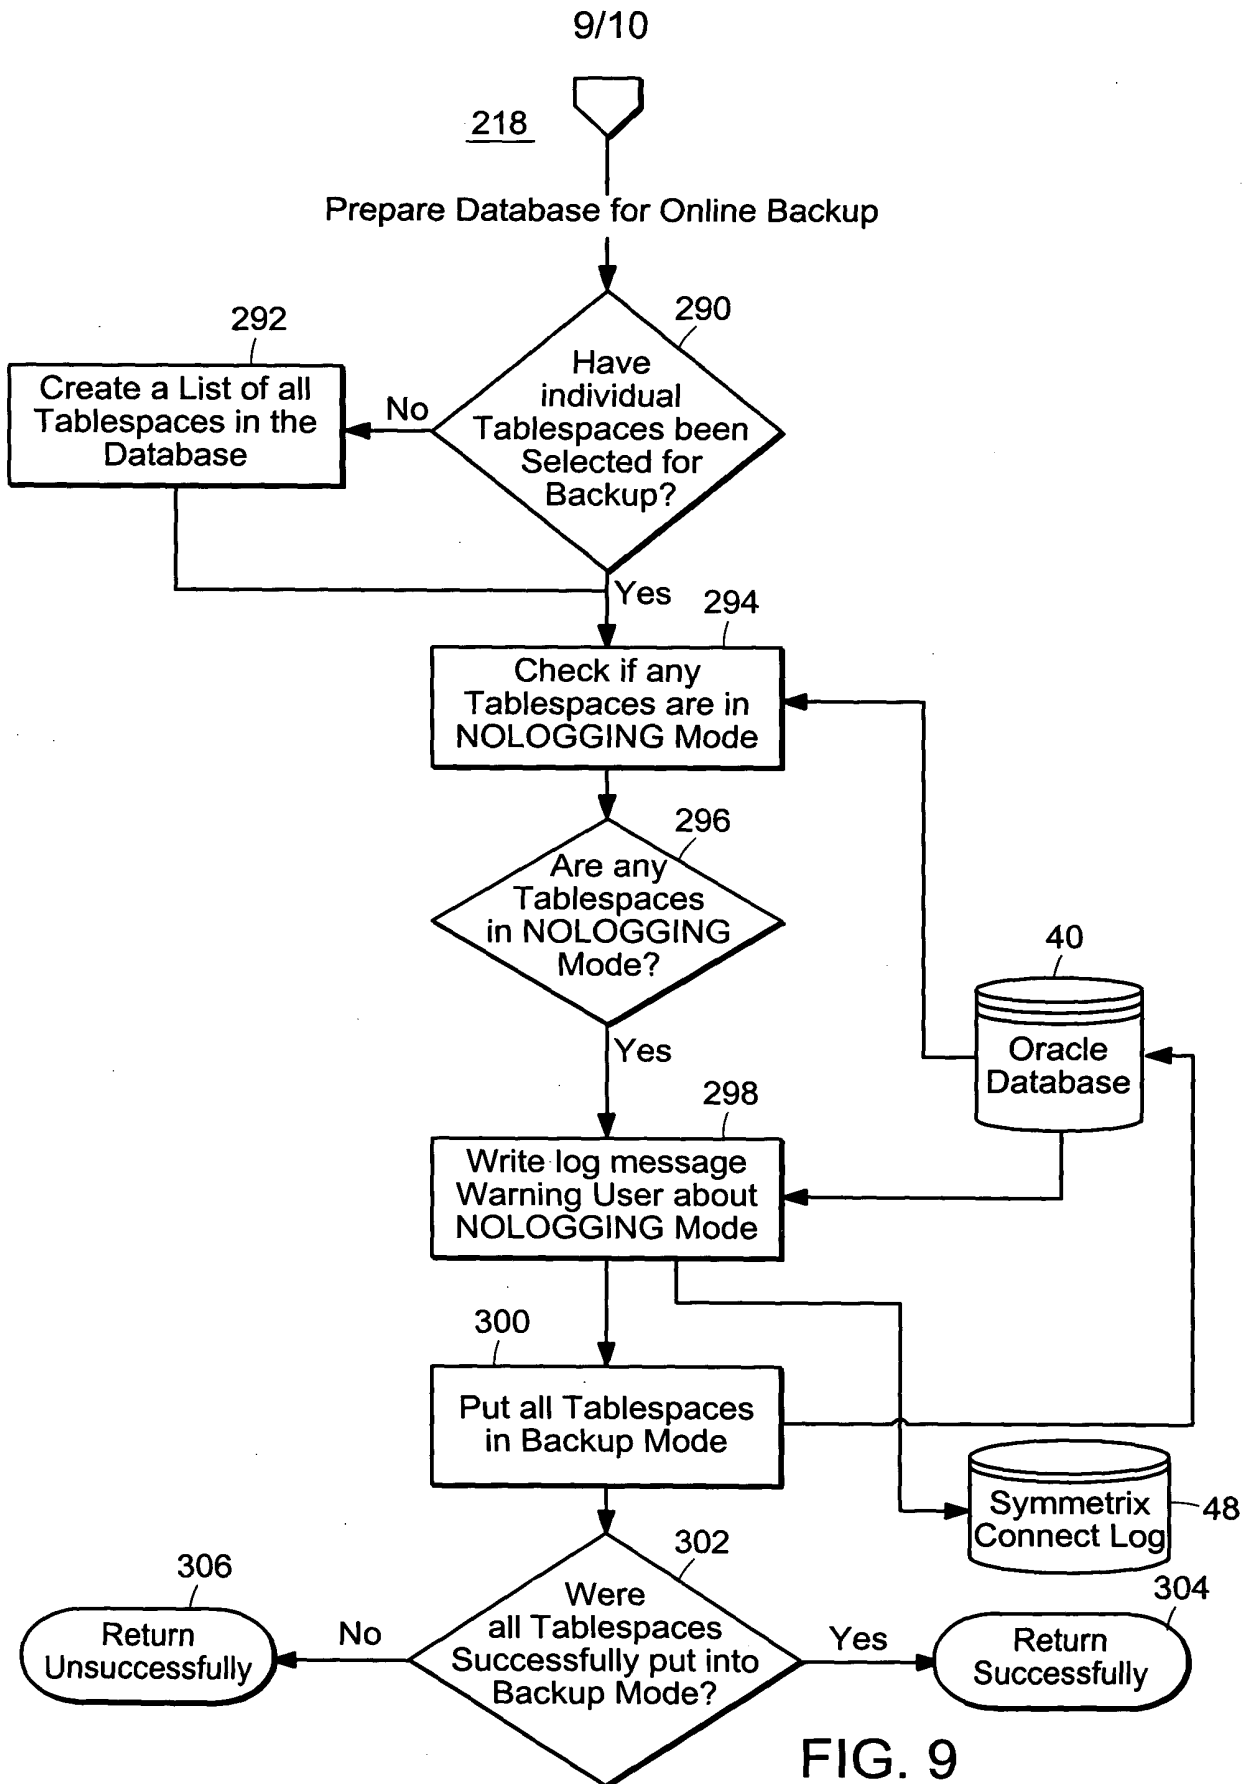 9/10
218
Prepare Database for Online Backup
290
Have
individual
Tablespaces been
Selected for
Backup?
292
Create a List of all
Tablespaces in the
Database
No
Yes
294
Check if any
Tablespaces are in
NOLOGGING Mode
296
Are any
Tablespaces
in NOLOGGING
Mode?
40
Oracle
Database
Yes
298
Write log message
Warning User about
NOLOGGING Mode
300
Put all Tablespaces
in Backup Mode
Symmetrix
Connect Log
48
302
Were
all Tablespaces
Successfully put into
Backup Mode?
306
Return
Unsuccessfully
No
Yes
304
Return
Successfully
FIG. 9